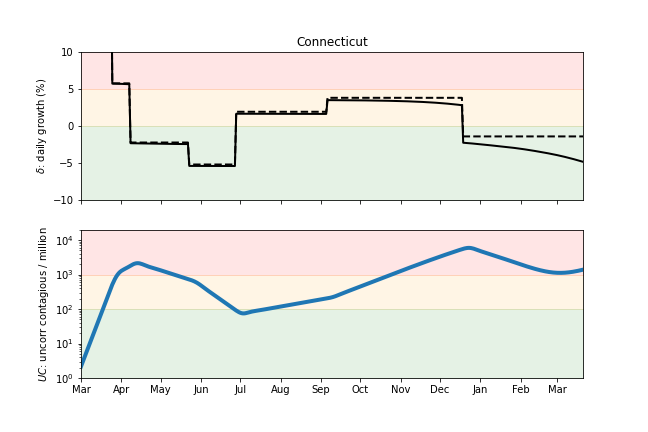 Connecticut
δ: daily growth (%)
10
5
0
−5
−10
UC: uncorr contagious / million
10⁴
10³
10²
10¹
10⁰
Mar Apr May Jun Jul Aug Sep Oct Nov Dec Jan Feb Mar